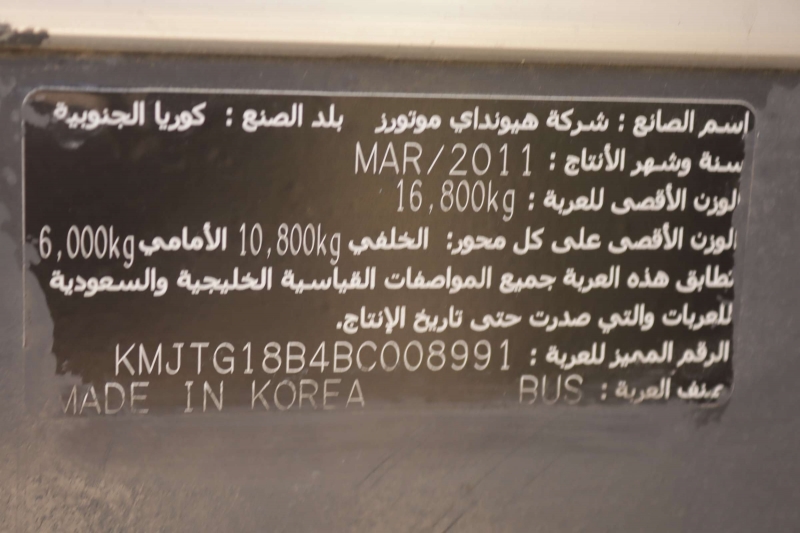 اسم الصانع : شركة هيونداي موتورز بلد الصنع : كوريا الجنوبية
سنة وشهر الأنتاج : MAR/2011
الوزن الأقصى للعربة : 16,800kg
الوزن الأقصى على كل محور: الخلفي 10,800kg الأمامي 6,000kg
تطابق هذه العربة جميع المواصفات القياسية الخليجية والسعودية
للعربات والتي صدرت حتى تاريخ الإنتاج.
الرقم المميز للعربة : KMJTG18B4BC008991
صنف العربة : BUS MADE IN KOREA